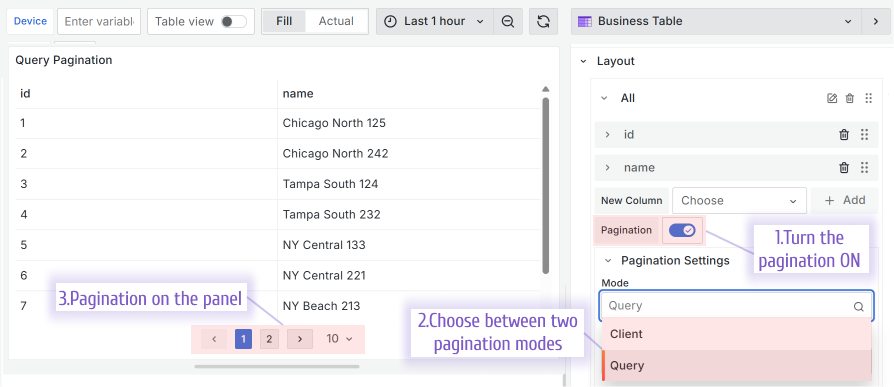 Device
Enter variable
Table view
Fill
Actual
Last 1 hour
Business Table
Query Pagination
id
name
1
Chicago North 125
2
Chicago North 242
3
Tampa South 124
4
Tampa South 232
5
NY Central 133
6
NY Central 221
7
NY Beach 213
1
2
10
3.Pagination on the panel
Layout
All
id
name
New Column
Choose
Add
Pagination
1.Turn the
pagination ON
Pagination Settings
Mode
Query
2.Choose between two
pagination modes
Client
Query